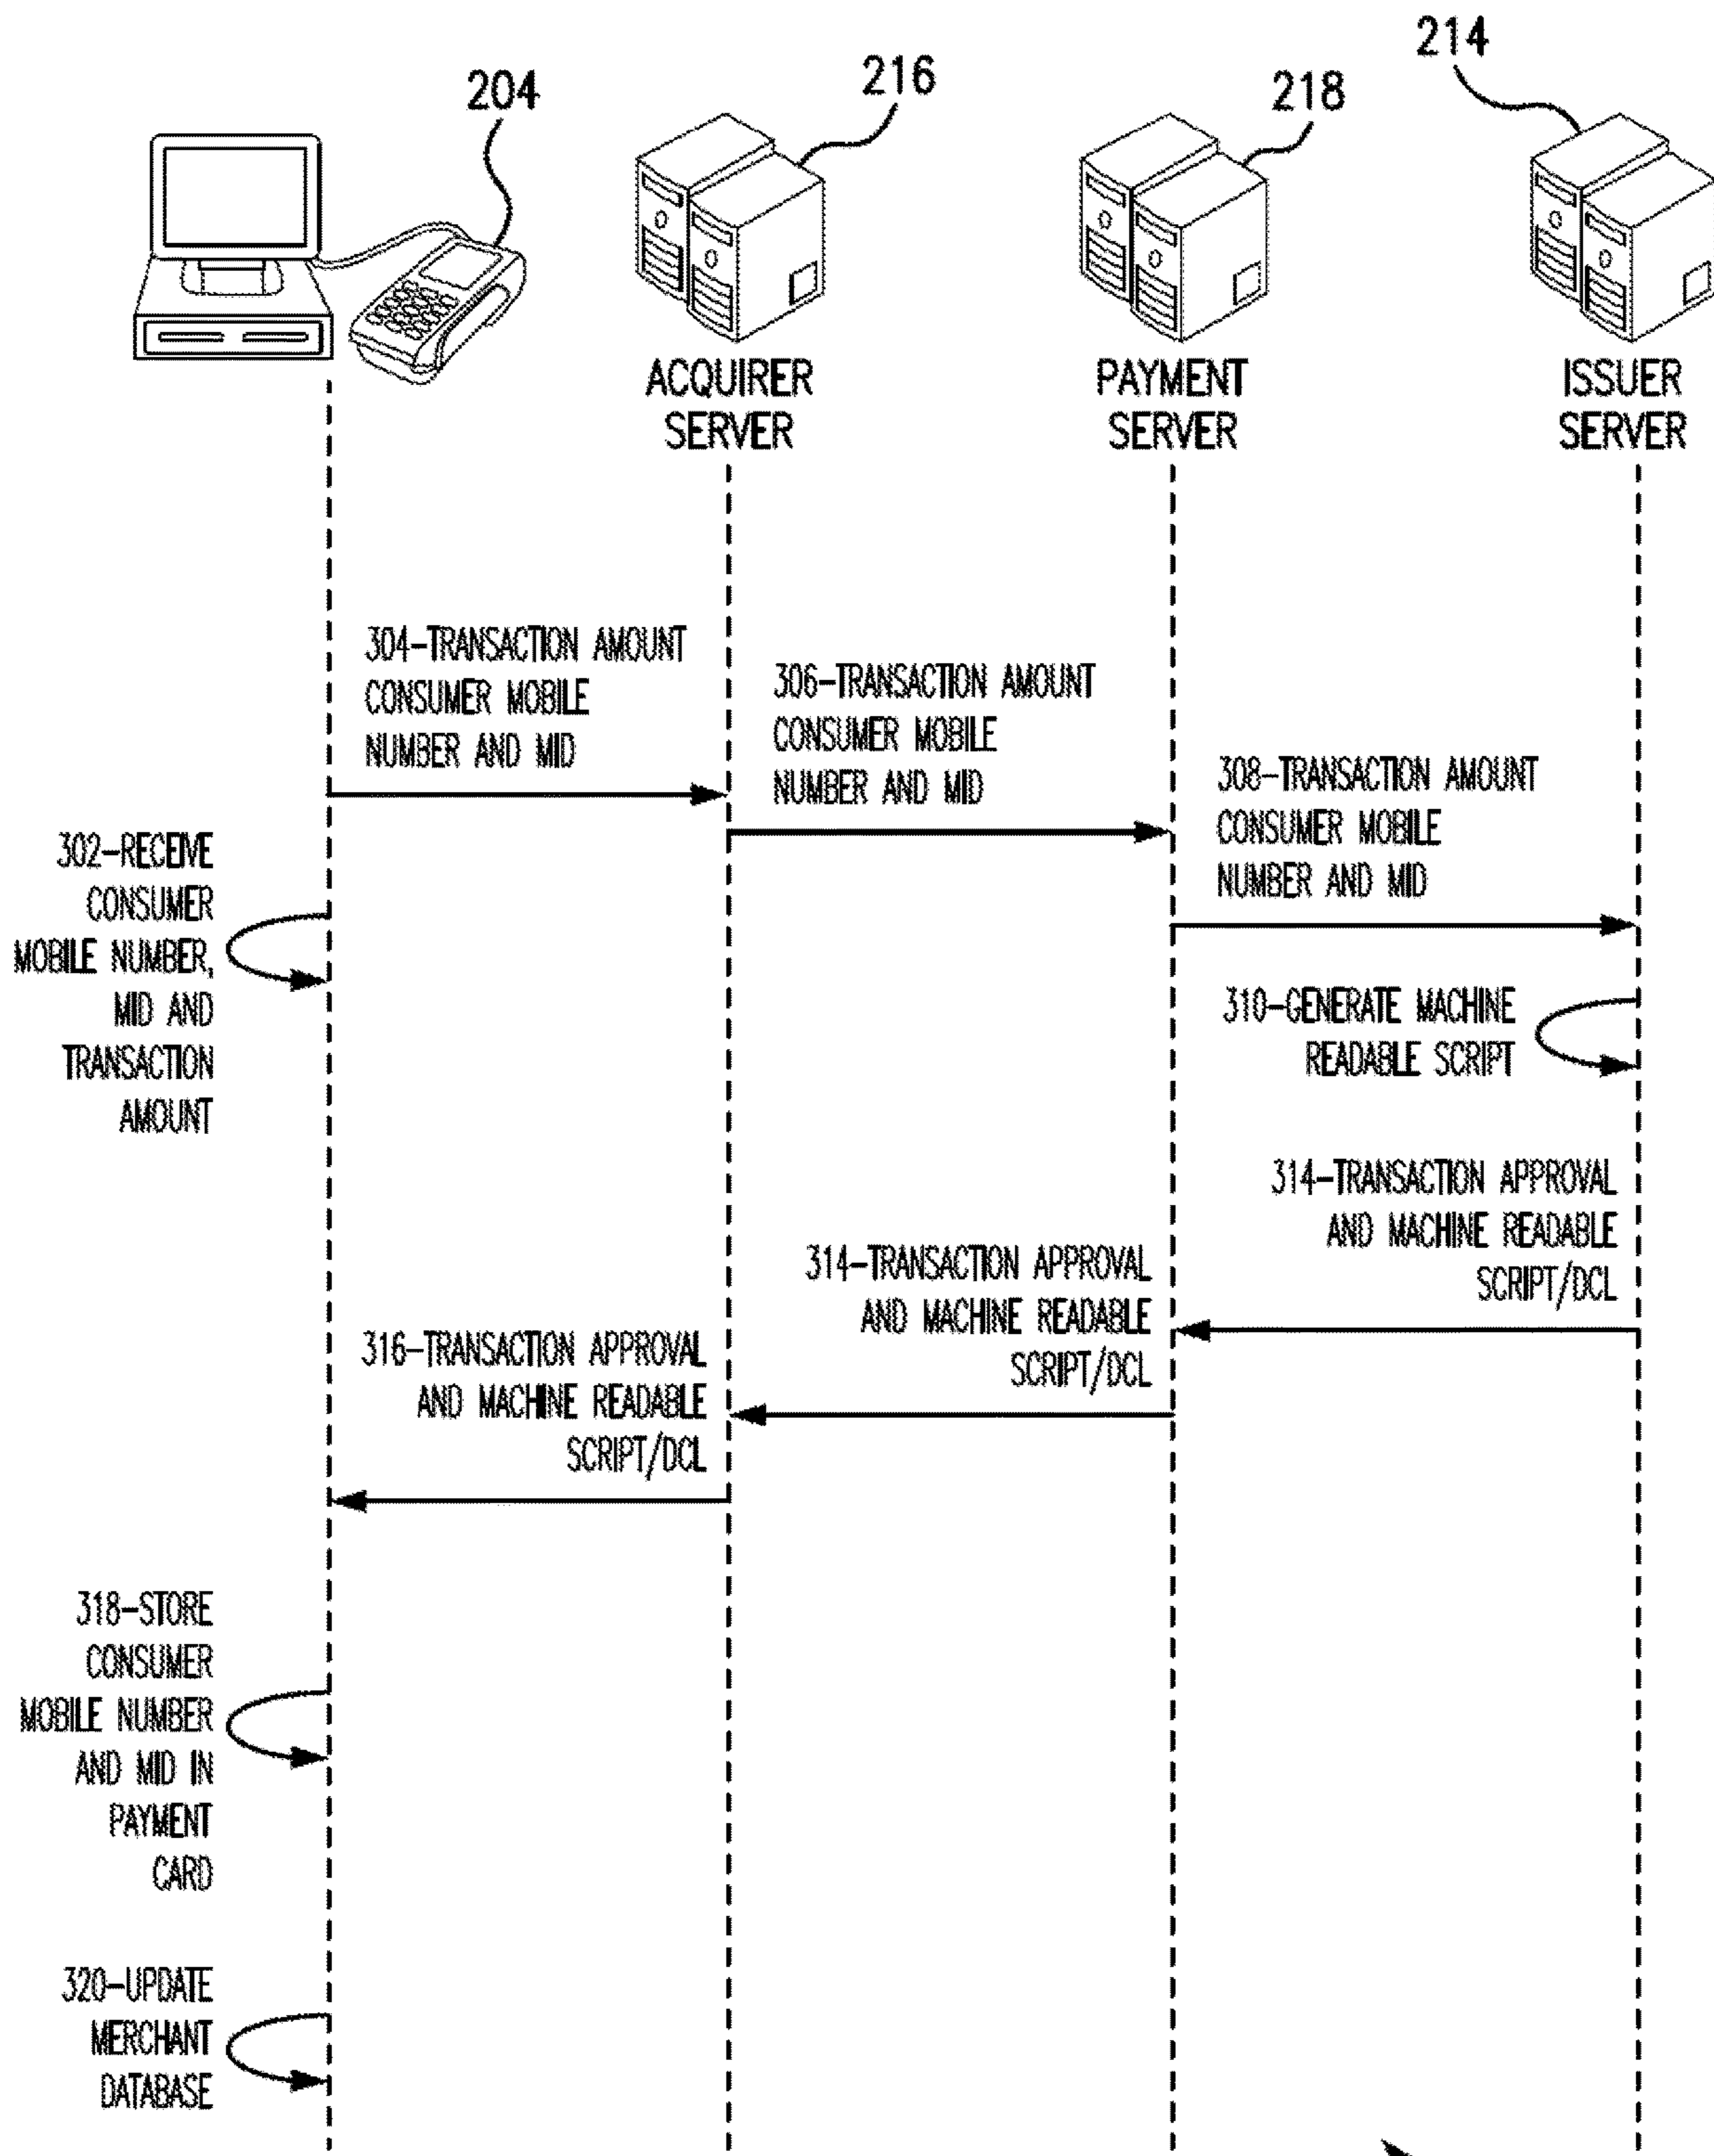 204
216
218
214
ACQUIRER
SERVER
PAYMENT
SERVER
ISSUER
SERVER
304-TRANSACTION AMOUNT
CONSUMER MOBILE
NUMBER AND MID
306-TRANSACTION AMOUNT
CONSUMER MOBILE
NUMBER AND MID
308-TRANSACTION AMOUNT
CONSUMER MOBILE
NUMBER AND MID
302-RECEIVE
CONSUMER
MOBILE NUMBER,
MID AND
TRANSACTION
AMOUNT
310-GENERATE MACHINE
READABLE SCRIPT
314-TRANSACTION APPROVAL
AND MACHINE READABLE
SCRIPT/DCL
314-TRANSACTION APPROVAL
AND MACHINE READABLE
SCRIPT/DCL
316-TRANSACTION APPROVAL
AND MACHINE READABLE
SCRIPT/DCL
318-STORE
CONSUMER
MOBILE NUMBER
AND MID IN
PAYMENT
CARD
320-UPDATE
MERCHANT
DATABASE